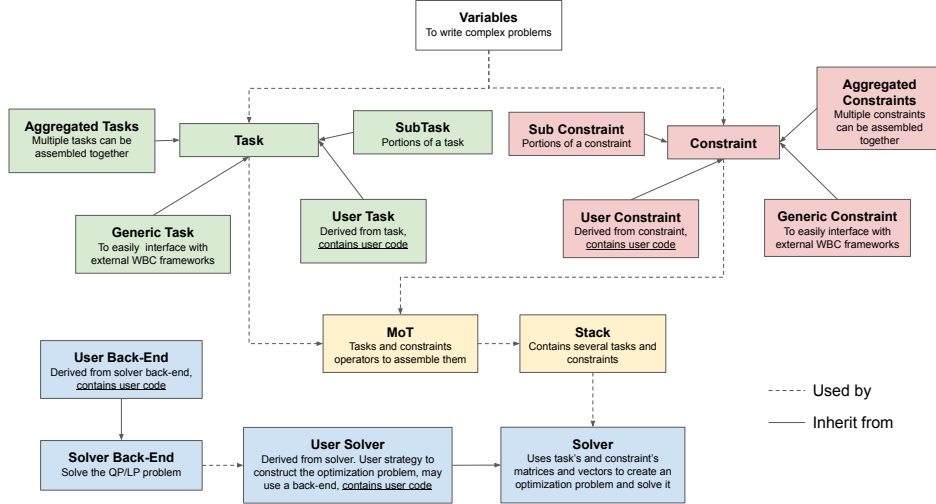 Variables
To write complex problems
Aggregated Tasks
Multiple tasks can be
assembled together
Task
SubTask
Portions of a task
Sub Constraint
Portions of a constraint
Constraint
Aggregated
Constraints
Multiple constraints
can be assembled
together
Generic Task
To easily interface with
external WBC frameworks
User Task
Derived from task,
contains user code
User Constraint
Derived from constraint,
contains user code
Generic Constraint
To easily interface with
external WBC frameworks
MoT
Tasks and constraints
operators to assemble them
Stack
Contains several tasks and
constraints
User Back-End
Derived from solver back-end,
contains user code
Used by
Inherit from
Solver Back-End
Solve the QP/LP problem
User Solver
Derived from solver. User strategy to
construct the optimization problem, may
use a back-end, contains user code
Solver
Uses task's and constraint's
matrices and vectors to create an
optimization problem and solve it